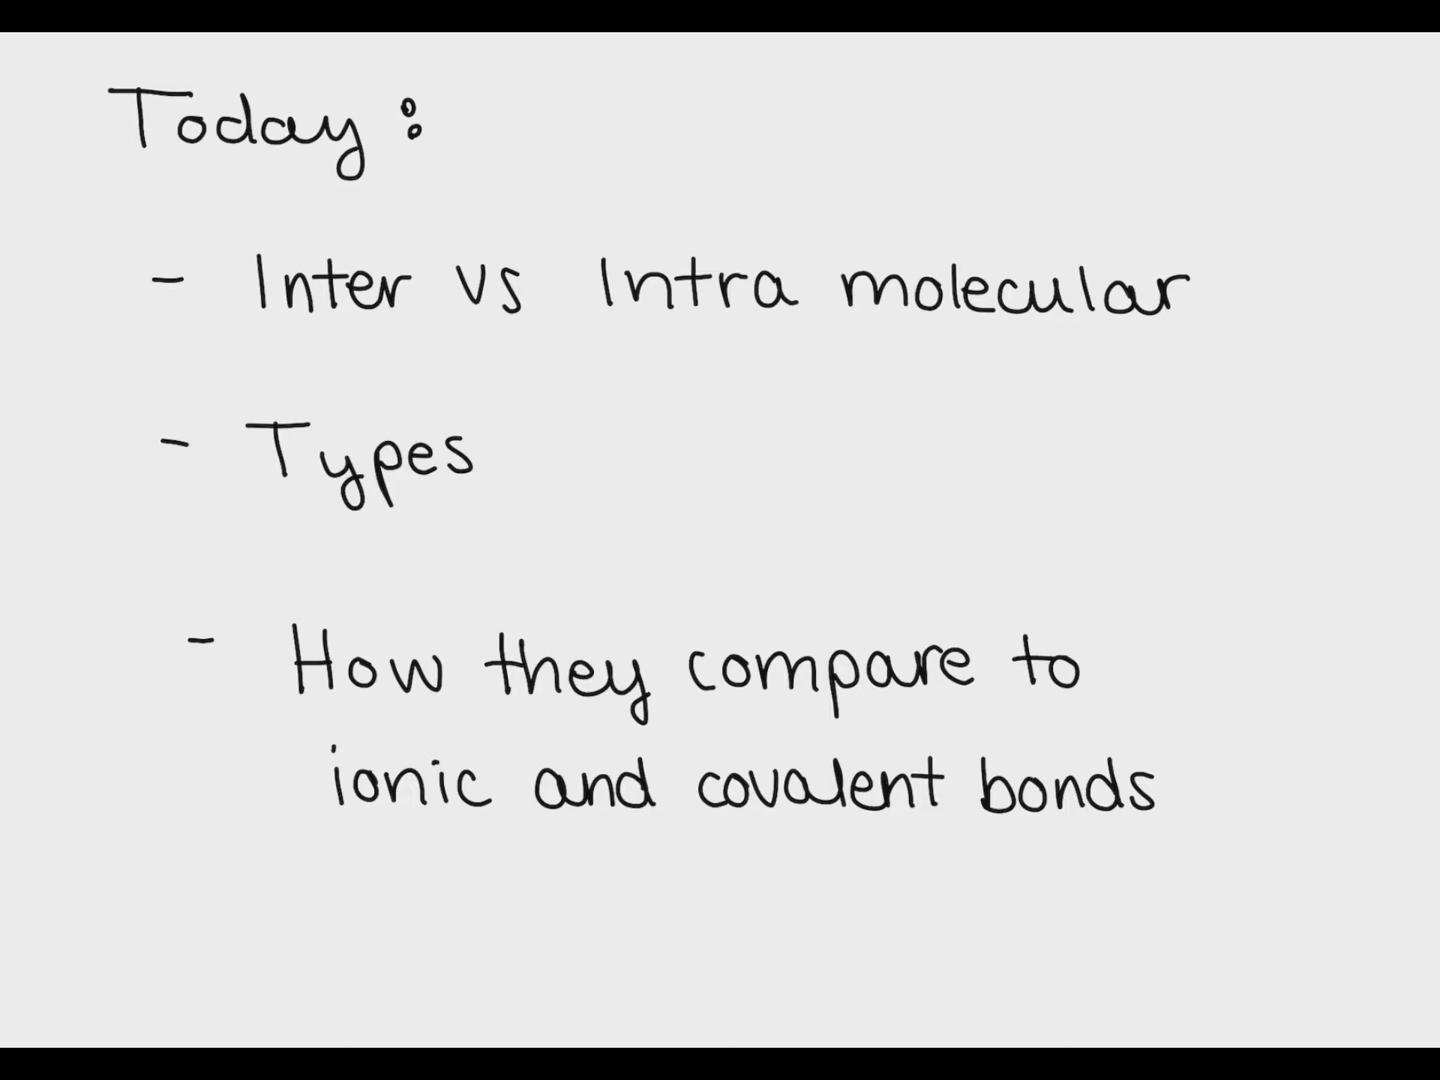 Today:
- Inter vs Intra molecular
- Types
- How they compare to
ionic and covalent bonds